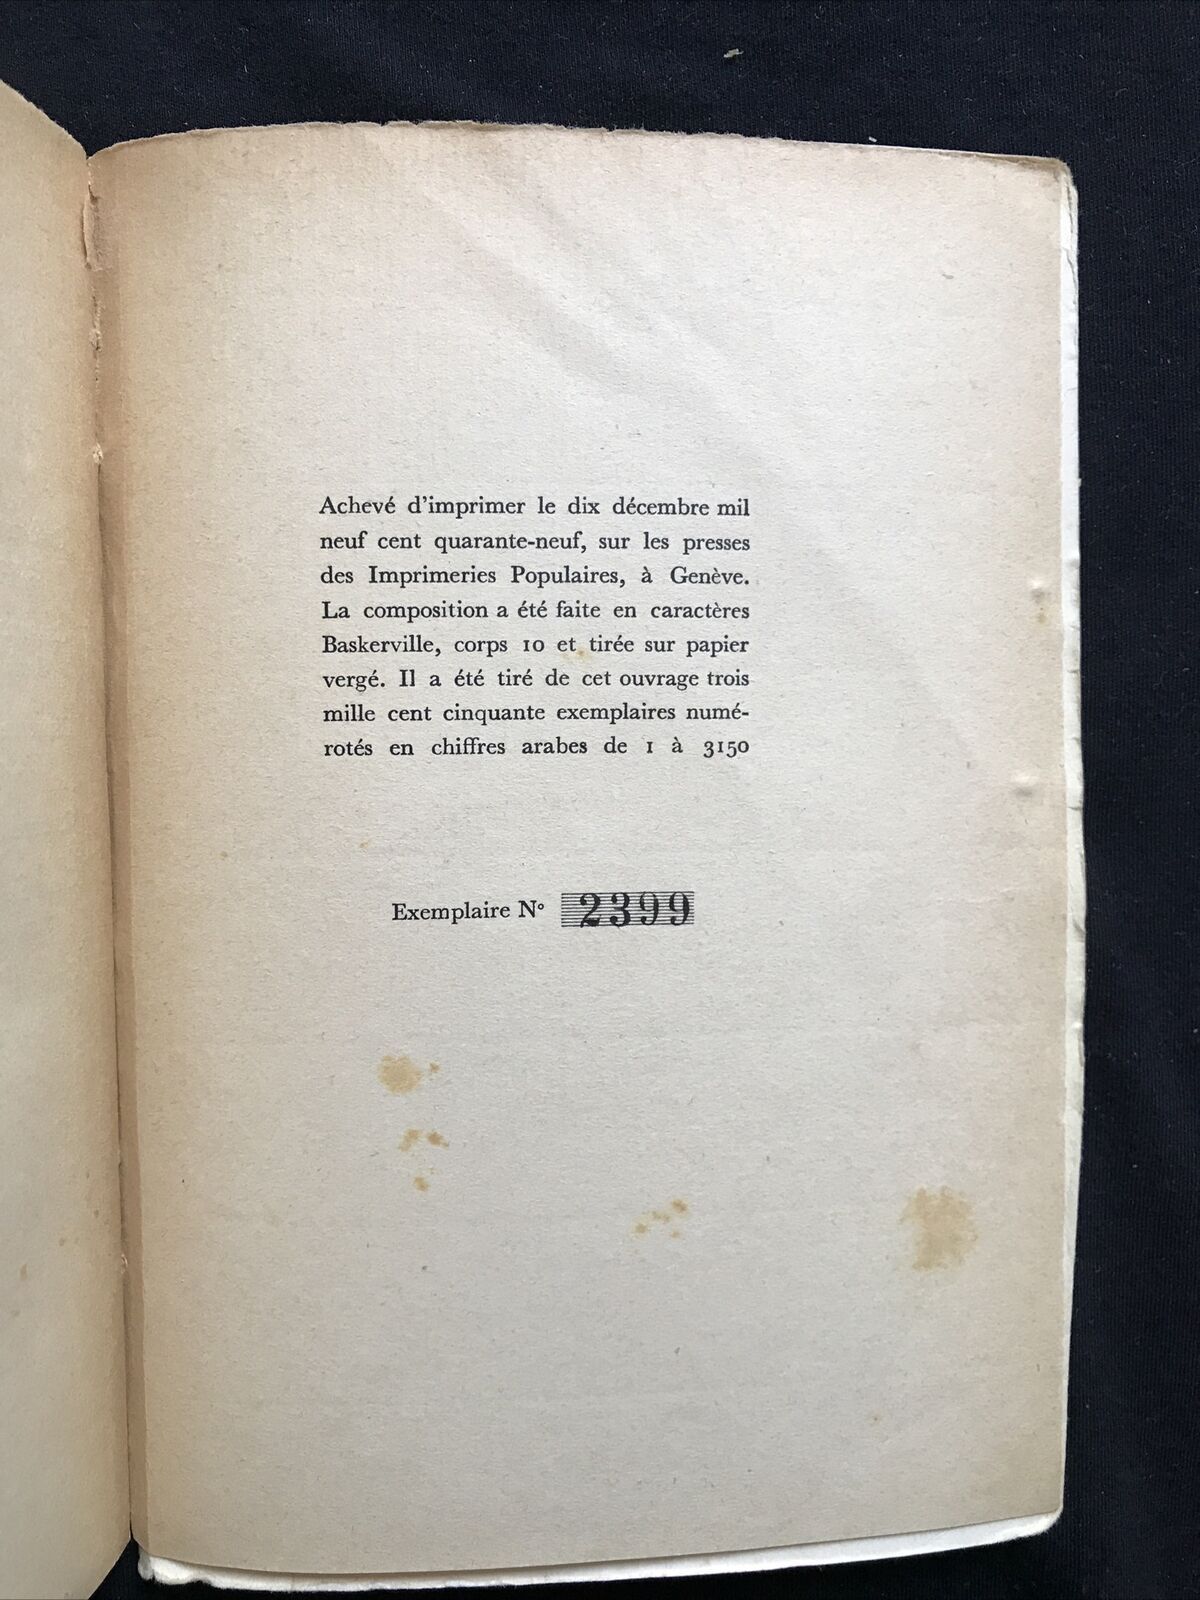 Achevé d'imprimer le dix décembre mil
neuf cent quarante-neuf, sur les presses
des Imprimeries Populaires, à Genève.
La composition a été faite en caractères
Baskerville, corps 10 et tirée sur papier
vergé. Il a été tiré de cet ouvrage trois
mille cent cinquante exemplaires numé-
rotés en chiffres arabes de 1 à 3150
Exemplaire N° 2399